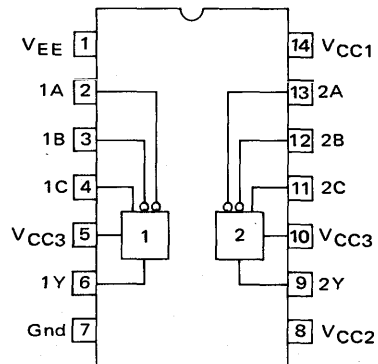 VEE 1 14 VCC1
1A 2 13 2A
1B 3 12 2B
1C 4 11 2C
VCC3 5 1 2 10 VCC3
1Y 6 9 2Y
Gnd 7 8 VCC2